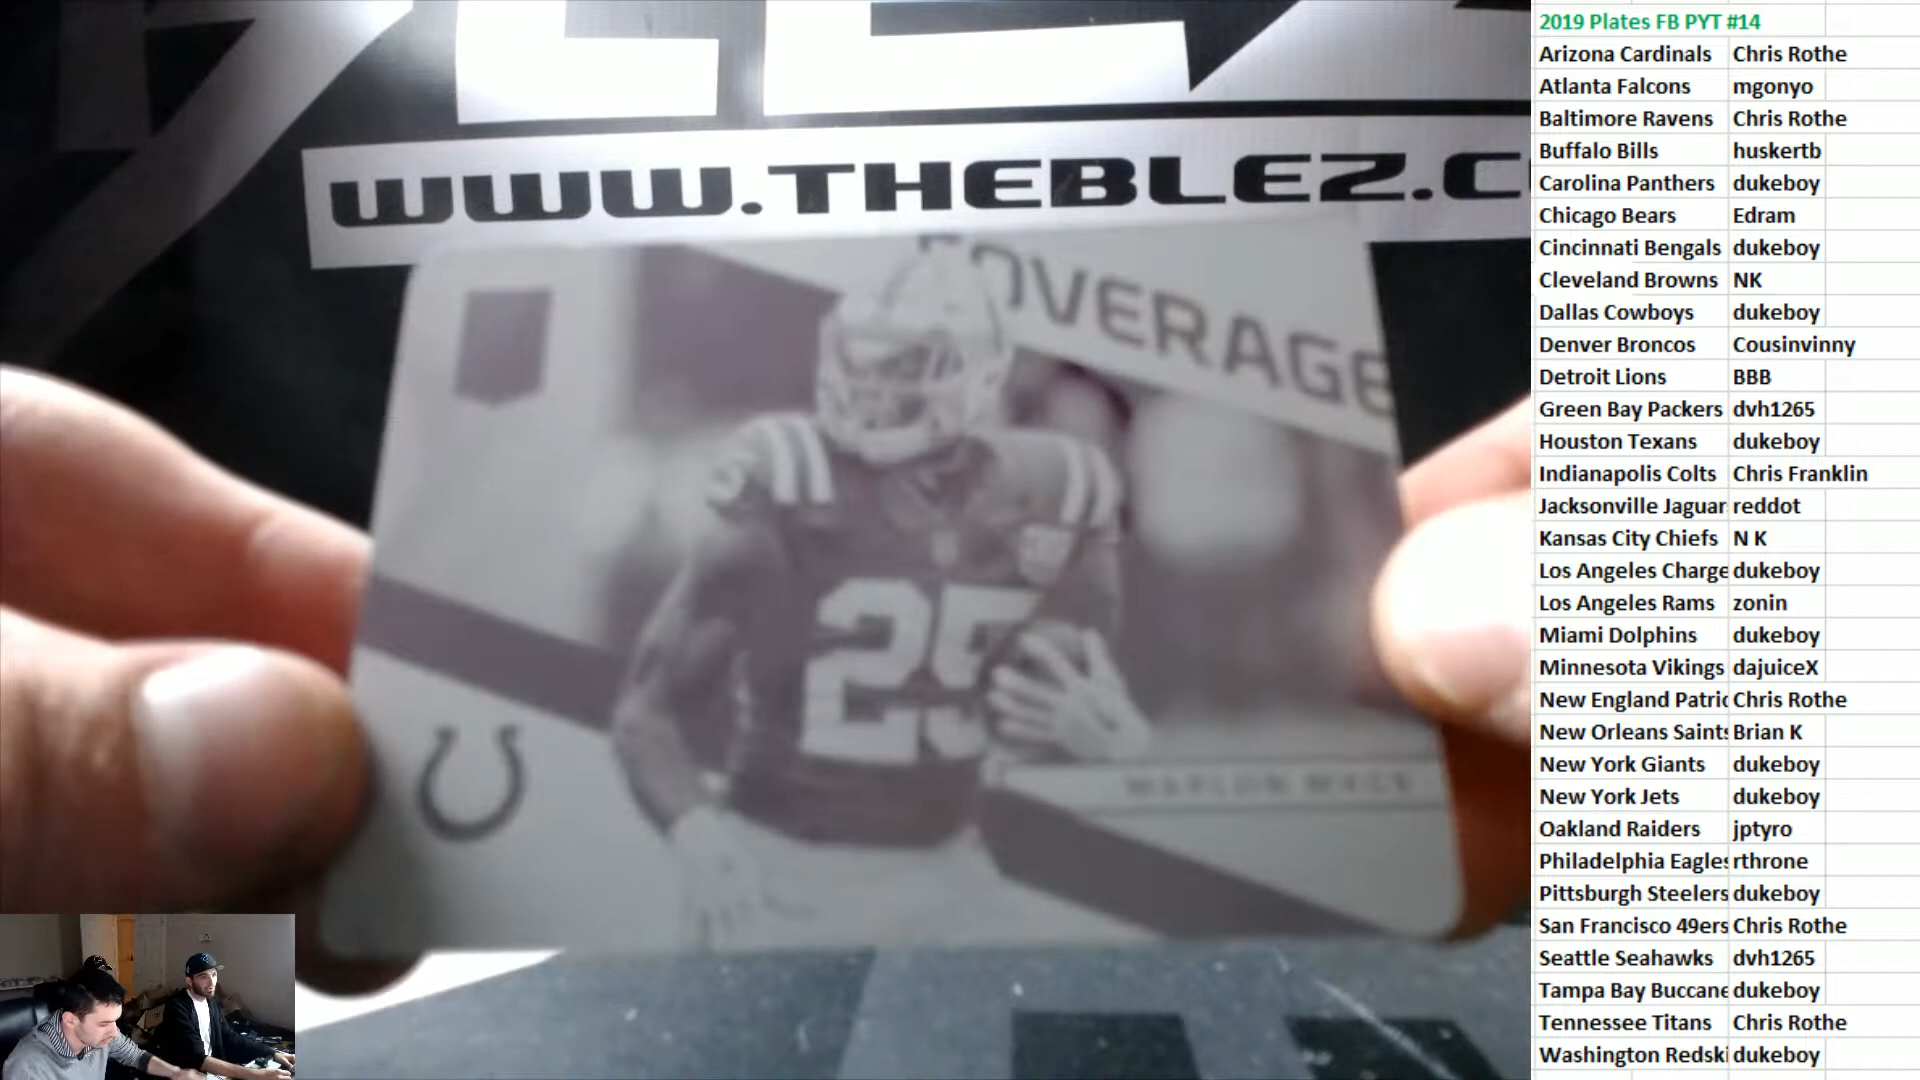 WWW.THEBLEZ.C
COVERAGE
25
MARLON MACK
2019 Plates FB PYT #14
Arizona Cardinals Chris Rothe
Atlanta Falcons mgonyo
Baltimore Ravens Chris Rothe
Buffalo Bills huskertb
Carolina Panthers dukeboy
Chicago Bears Edram
Cincinnati Bengals dukeboy
Cleveland Browns NK
Dallas Cowboys dukeboy
Denver Broncos Cousinvinny
Detroit Lions BBB
Green Bay Packers dvh1265
Houston Texans dukeboy
Indianapolis Colts Chris Franklin
Jacksonville Jaguar reddot
Kansas City Chiefs N K
Los Angeles Charge dukeboy
Los Angeles Rams zonin
Miami Dolphins dukeboy
Minnesota Vikings dajuiceX
New England Patric Chris Rothe
New Orleans Saints Brian K
New York Giants dukeboy
New York Jets dukeboy
Oakland Raiders jptyro
Philadelphia Eagles rthrone
Pittsburgh Steelers dukeboy
San Francisco 49ers Chris Rothe
Seattle Seahawks dvh1265
Tampa Bay Buccane dukeboy
Tennessee Titans Chris Rothe
Washington Redski dukeboy